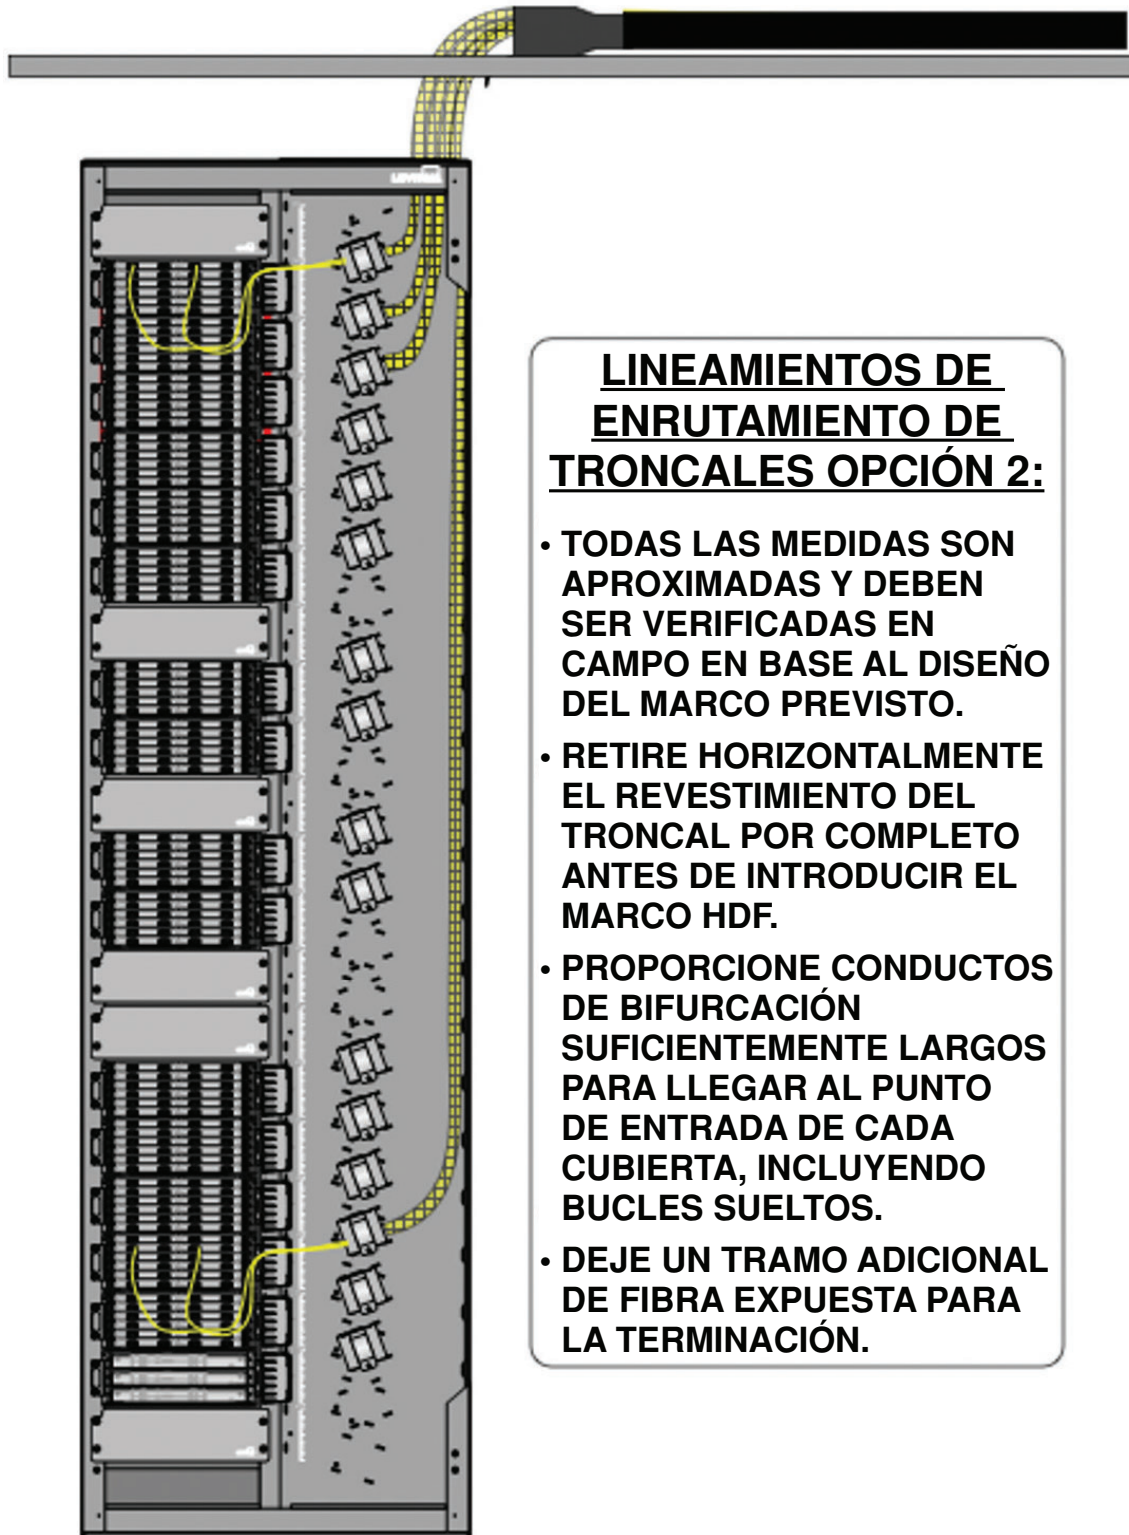 LINEAMIENTOS DE
ENRUTAMIENTO DE
TRONCALES OPCIÓN 2:
• TODAS LAS MEDIDAS SON
APROXIMADAS Y DEBEN
SER VERIFICADAS EN
CAMPO EN BASE AL DISEÑO
DEL MARCO PREVISTO.
• RETIRE HORIZONTALMENTE
EL REVESTIMIENTO DEL
TRONCAL POR COMPLETO
ANTES DE INTRODUCIR EL
MARCO HDF.
• PROPORCIONE CONDUCTOS
DE BIFURCACIÓN
SUFICIENTEMENTE LARGOS
PARA LLEGAR AL PUNTO
DE ENTRADA DE CADA
CUBIERTA, INCLUYENDO
BUCLES SUELTOS.
• DEJE UN TRAMO ADICIONAL
DE FIBRA EXPUESTA PARA
LA TERMINACIÓN.